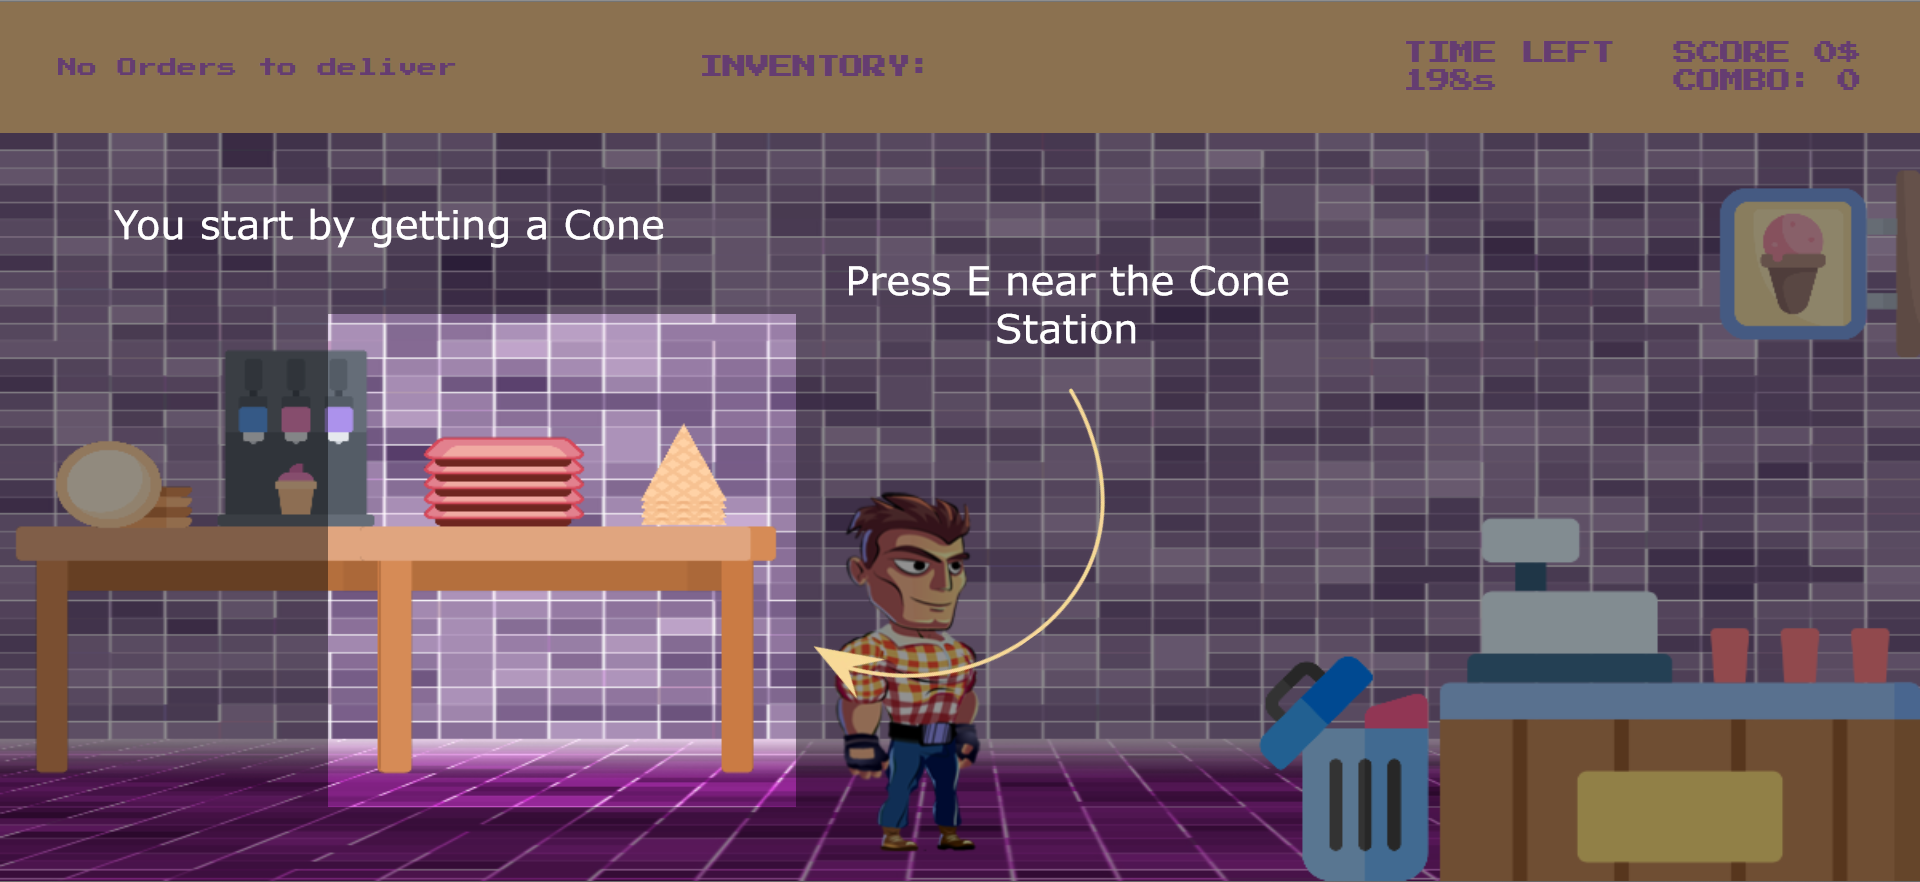 No Orders to deliver
INVENTORY:
TIME LEFT
198s
SCORE 0$
COMBO: 0
You start by getting a Cone
Press E near the Cone
Station